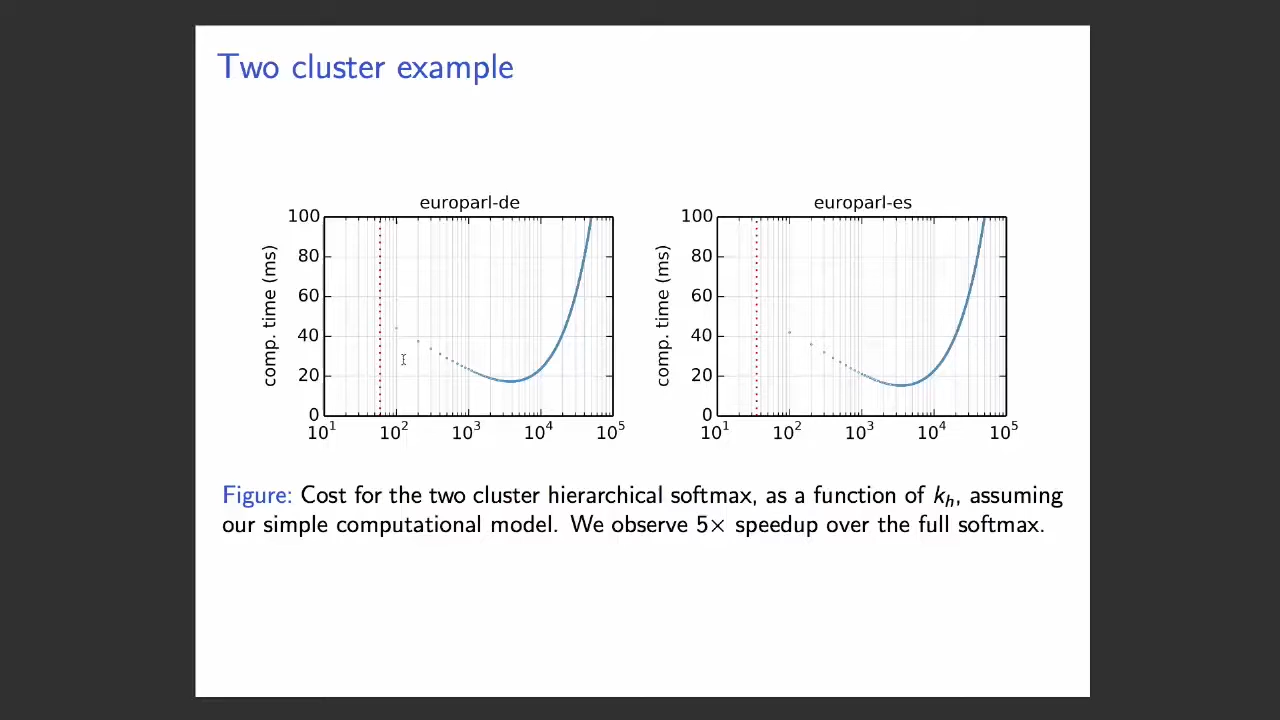 Two cluster example
europarl-de
europarl-es
100
80
60
40
20
0
comp. time (ms)
10¹ 10² 10³ 10⁴ 10⁵
100
80
60
40
20
0
comp. time (ms)
10¹ 10² 10³ 10⁴ 10⁵
Figure: Cost for the two cluster hierarchical softmax, as a function of kₕ, assuming
our simple computational model. We observe 5× speedup over the full softmax.